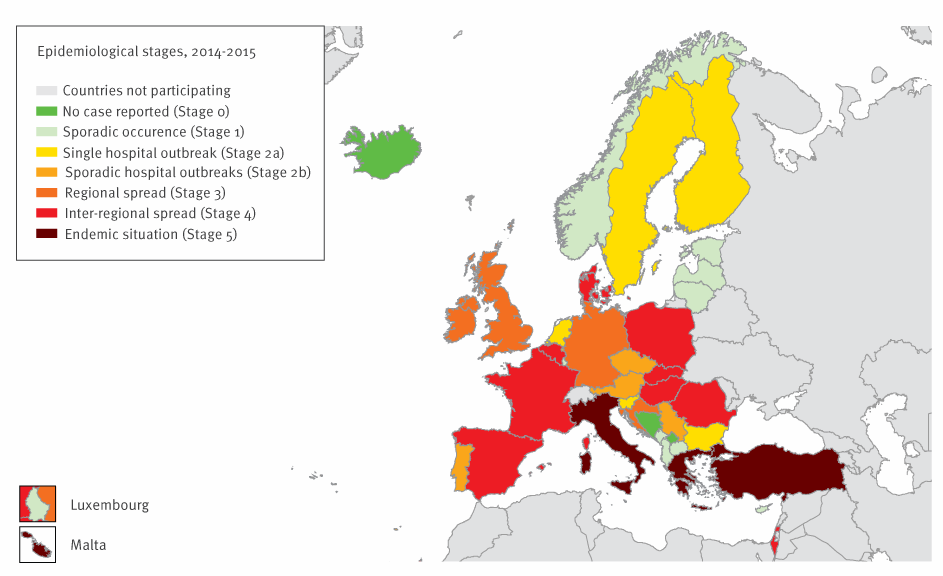 Epidemiological stages, 2014-2015
Countries not participating
No case reported (Stage 0)
Sporadic occurence (Stage 1)
Single hospital outbreak (Stage 2a)
Sporadic hospital outbreaks (Stage 2b)
Regional spread (Stage 3)
Inter-regional spread (Stage 4)
Endemic situation (Stage 5)
Luxembourg
Malta